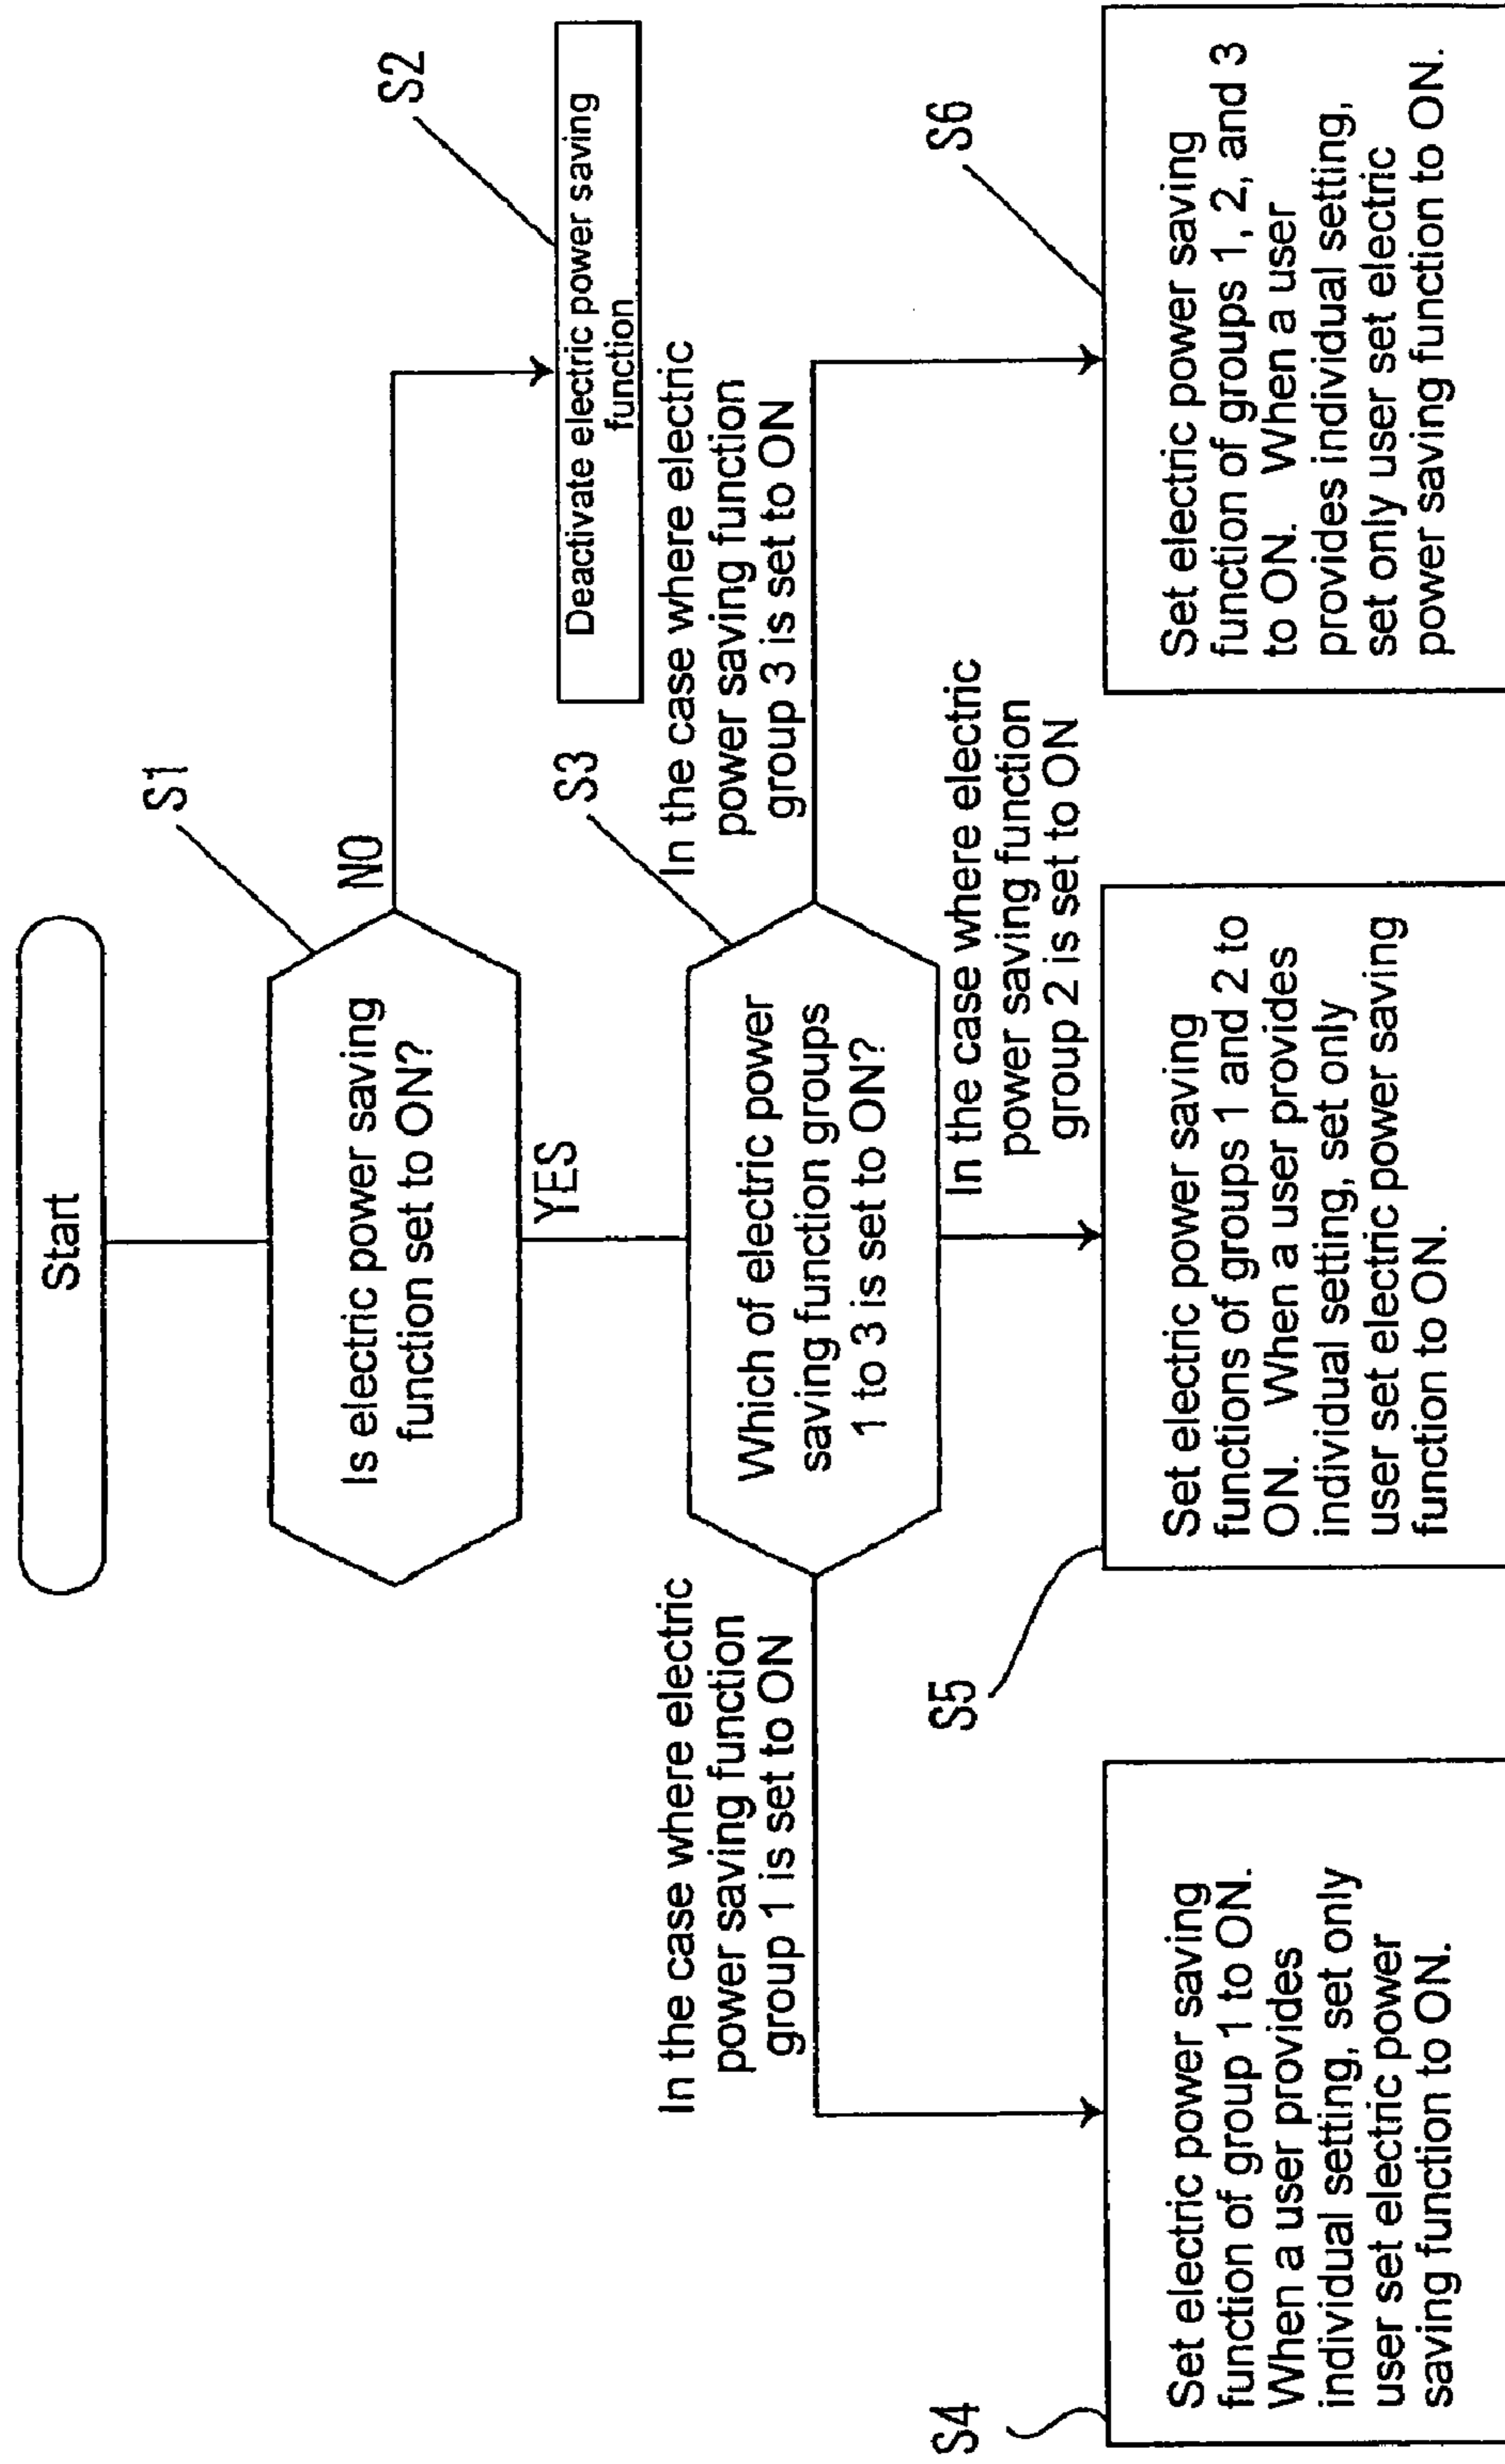 Start
S1
Is electric power saving
function set to ON?
NO
S2
Deactivate electric power saving
function
YES
S3
Which of electric power
saving function groups
1 to 3 is set to ON?
In the case where electric
power saving function
group 1 is set to ON
In the case where electric
power saving function
group 2 is set to ON
In the case where electric
power saving function
group 3 is set to ON
S4
Set electric power saving
function of group 1 to ON.
When a user provides
individual setting, set only
user set electric power
saving function to ON.
S5
Set electric power saving
functions of groups 1 and 2 to
ON. When a user provides
individual setting, set only
user set electric power saving
function to ON.
S6
Set electric power saving
function of groups 1, 2, and 3
to ON. When a user
provides individual setting,
set only user set electric
power saving function to ON.